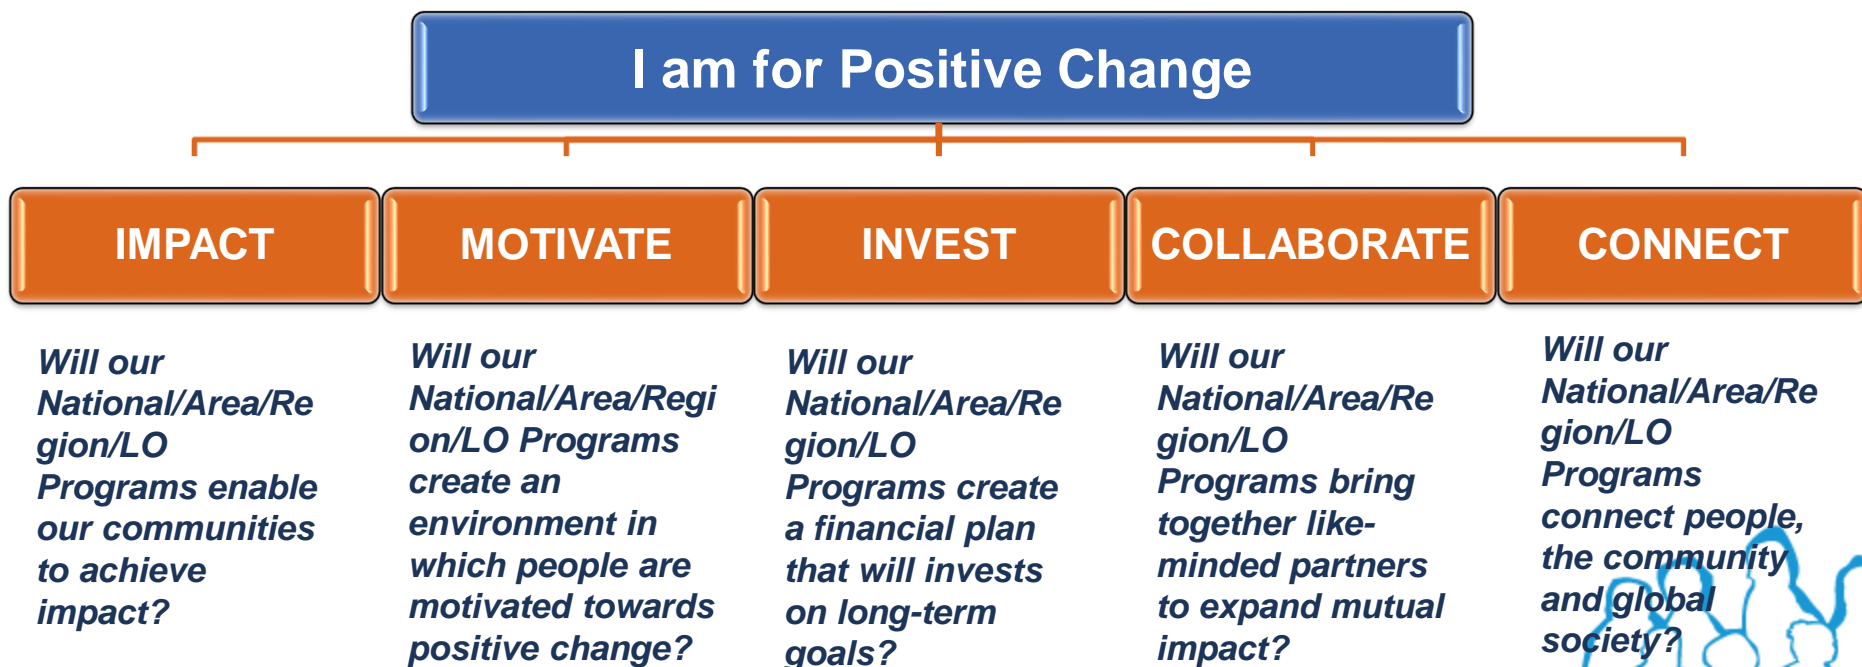 I am for Positive Change
IMPACT
MOTIVATE
INVEST
COLLABORATE
CONNECT
Will our
National/Area/Re
gion/LO
Programs enable
our communities
to achieve
impact?
Will our
National/Area/Regi
on/LO Programs
create an
environment in
which people are
motivated towards
positive change?
Will our
National/Area/Re
gion/LO
Programs create
a financial plan
that will invests
on long-term
goals?
Will our
National/Area/Re
gion/LO
Programs bring
together like-
minded partners
to expand mutual
impact?
Will our
National/Area/Re
gion/LO
Programs
connect people,
the community
and global
society?